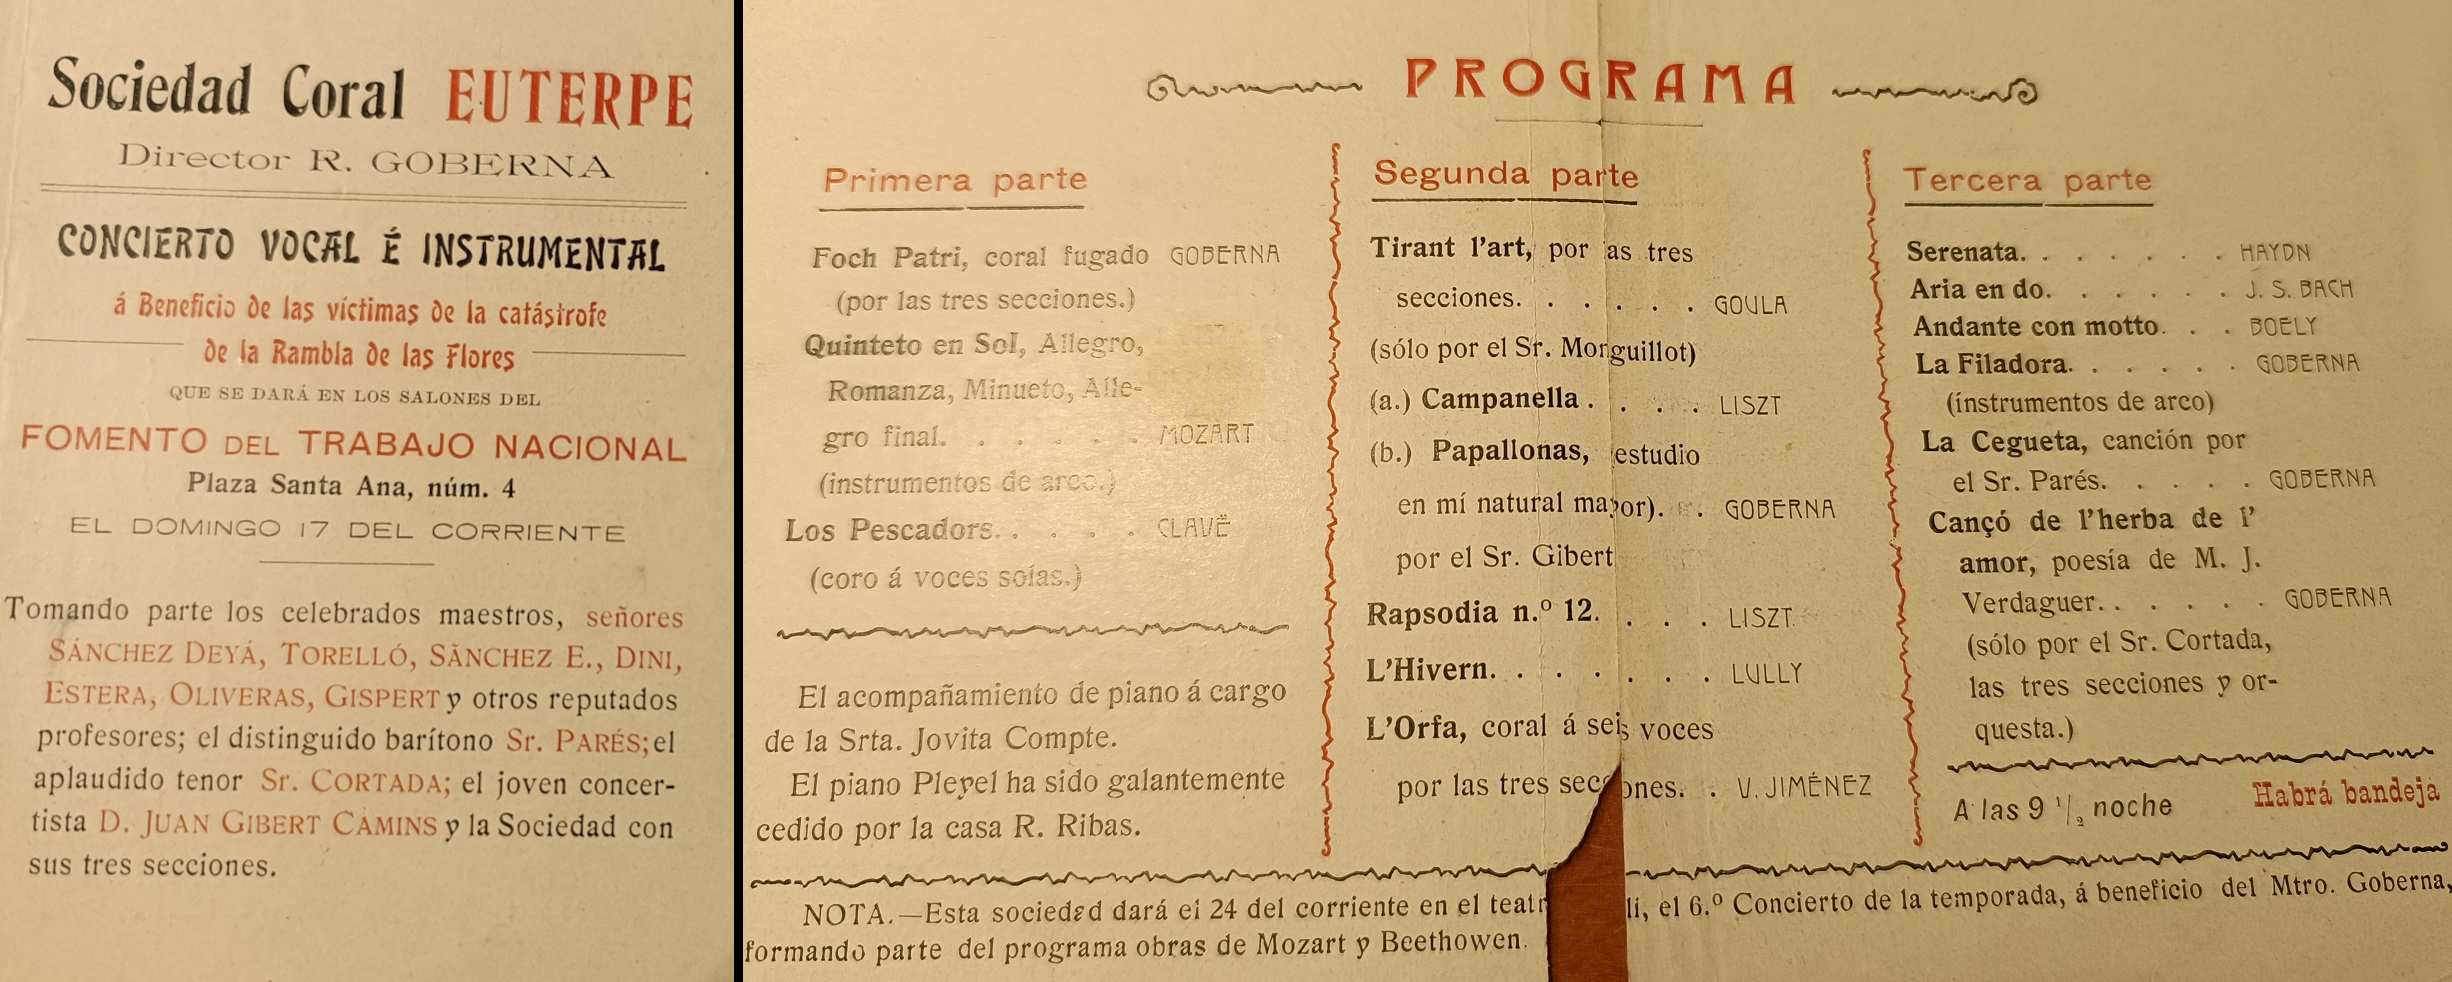 Sociedad Coral EUTERPE
Director R. GOBERNA
CONCIERTO VOCAL É INSTRUMENTAL
á Beneficio de las víctimas de la catástrofe
de la Rambla de las Flores
QUE SE DARÁ EN LOS SALONES DEL
FOMENTO DEL TRABAJO NACIONAL
Plaza Santa Ana, núm. 4
EL DOMINGO 17 DEL CORRIENTE
Tomando parte los celebrados maestros, señores
SÁNCHEZ DEYÁ, TORELLÓ, SÁNCHEZ E., DINI,
ESTERA, OLIVERAS, GISPERT y otros reputados
profesores; el distinguido barítono Sr. PARÉS; el
aplaudido tenor Sr. CORTADA; el joven concer-
tista D. JUAN GIBERT CAMINS y la Sociedad con
sus tres secciones.
PROGRAMA
Primera parte
Foch Patri, coral fugado GOBERNA
(por las tres secciones.)
Quinteto en Sol, Allegro,
Romanza, Minueto, Alle-
gro final. . . . . . MOZART
(instrumentos de arco.)
Los Pescadors. . . . . CLAVÉ
(coro á voces solas.)
El acompañamiento de piano á cargo
de la Srta. Jovita Compte.
El piano Pleyel ha sido galantemente
cedido por la casa R. Ribas.
Segunda parte
Tirant l'art, por as tres
secciones. . . . . . GOULA
(sólo por el Sr. Monguillot)
(a.) Campanella . . . . LISZT
(b.) Papallonas, estudio
en mí natural mayor). . . GOBERNA
por el Sr. Gibert
Rapsodia n.º 12. . . . LISZT.
L'Hivern. . . . . . . LULLY
L'Orfa, coral á seis voces
por las tres secciones. . V. JIMÉNEZ
Tercera parte
Serenata. . . . . . . HAYDN
Aria en do. . . . . . J. S. BACH
Andante con motto. . . BOELY
La Filadora. . . . . . GOBERNA
(instrumentos de arco)
La Cegueta, canción por
el Sr. Parés. . . . . GOBERNA
Cançó de l'herba de l'
amor, poesía de M. J.
Verdaguer. . . . . . GOBERNA
(sólo por el Sr. Cortada,
las tres secciones y or-
questa.)
A las 9 1/2 noche
Habrá bandeja
NOTA.—Esta sociedad dará el 24 del corriente en el teatr li, el 6.º Concierto de la temporada, á beneficio del Mtro. Goberna,
formando parte del programa obras de Mozart y Beethowen.